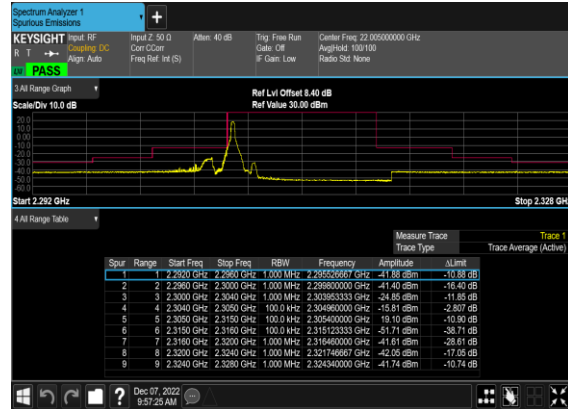 Spectrum Analyzer 1
Spurious Emissions
KEYSIGHT Input: RF Input Z: 50 Ω Atten: 40 dB Trig: Free Run Center Freq: 22.005000000 GHz
R T Coupling: DC Corr CCorr Gate: Off Avg|Hold: 100/100
Align: Auto Freq Ref: Int (S) IF Gain: Low Radio Std: None
PASS
3 All Range Graph Ref Lvl Offset 8.40 dB
Scale/Div 10.0 dB Ref Value 30.00 dBm
20.0
10.0
0.00
-10.0
-20.0
-30.0
-40.0
-50.0
-60.0
Start 2.292 GHz Stop 2.328 GHz
4 All Range Table
Measure Trace Trace 1
Trace Type Trace Average (Active)
Spur Range Start Freq Stop Freq RBW Frequency Amplitude ΔLimit
1 1 2.2920 GHz 2.2960 GHz 1.000 MHz 2.295526667 GHz -41.88 dBm -10.88 dB
2 2 2.2960 GHz 2.3000 GHz 1.000 MHz 2.299800000 GHz -41.40 dBm -16.40 dB
3 3 2.3000 GHz 2.3040 GHz 1.000 MHz 2.303953333 GHz -24.85 dBm -11.85 dB
4 4 2.3040 GHz 2.3050 GHz 100.0 kHz 2.304960000 GHz -15.81 dBm -2.807 dB
5 5 2.3050 GHz 2.3150 GHz 100.0 kHz 2.305400000 GHz 19.10 dBm -10.90 dB
6 6 2.3150 GHz 2.3160 GHz 100.0 kHz 2.315123333 GHz -51.71 dBm -38.71 dB
7 7 2.3160 GHz 2.3200 GHz 1.000 MHz 2.316460000 GHz -41.61 dBm -28.61 dB
8 8 2.3200 GHz 2.3240 GHz 1.000 MHz 2.321746667 GHz -42.05 dBm -17.05 dB
9 9 2.3240 GHz 2.3280 GHz 1.000 MHz 2.324340000 GHz -41.74 dBm -10.74 dB
Dec 07, 2022
9:57:25 AM